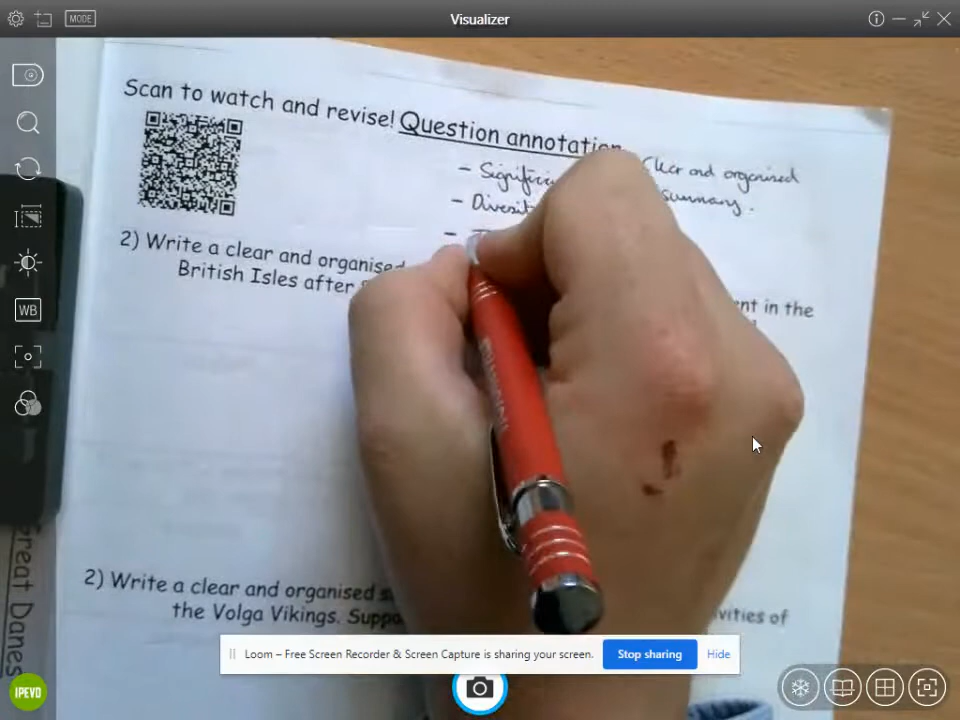 MODE
Visualizer
Scan to watch and revise! Question annotation
- Clear and organised
- Diversit
summary.
2) Write a clear and organised
British Isles after
ent in the
WB
2) Write a clear and organised s
the Volga Vikings. Suppo
vities of
Great Danes
Loom – Free Screen Recorder & Screen Capture is sharing your screen.
Stop sharing
Hide
IPEVO